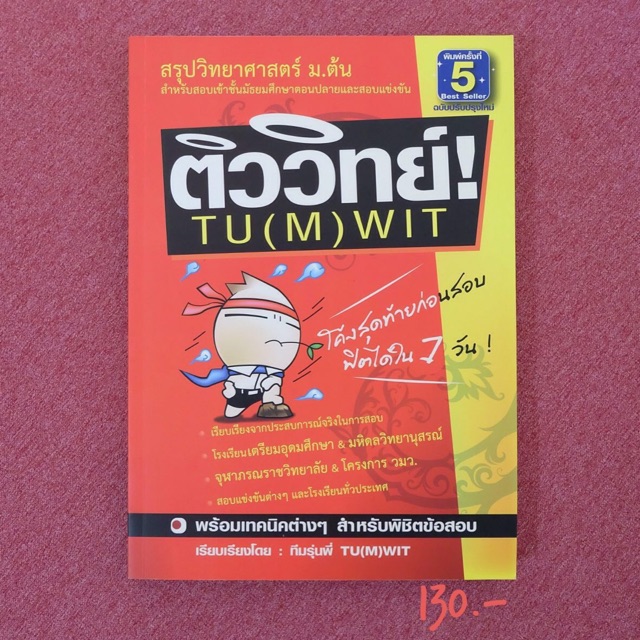 สรุปวิทยาศาสตร์ ม.ต้น
สำหรับสอบเข้าชั้นมัธยมศึกษาตอนปลายและสอบแข่งขัน
พิมพ์ครั้งที่
5
Best Seller
ฉบับปรับปรุงใหม่
ติววิทย์!
TU(M)WIT
โค้งสุดท้ายก่อนสอบ
ฟิตได้ใน 7 วัน !
• เรียบเรียงจากประสบการณ์จริงในการสอบ
โรงเรียนเตรียมอุดมศึกษา & มหิดลวิทยานุสรณ์
• จุฬาภรณราชวิทยาลัย & โครงการ วมว.
• สอบแข่งขันต่างๆ และโรงเรียนทั่วประเทศ
พร้อมเทคนิคต่างๆ สำหรับพิชิตข้อสอบ
เรียบเรียงโดย : ทีมรุ่นพี่ TU(M)WIT
130.-